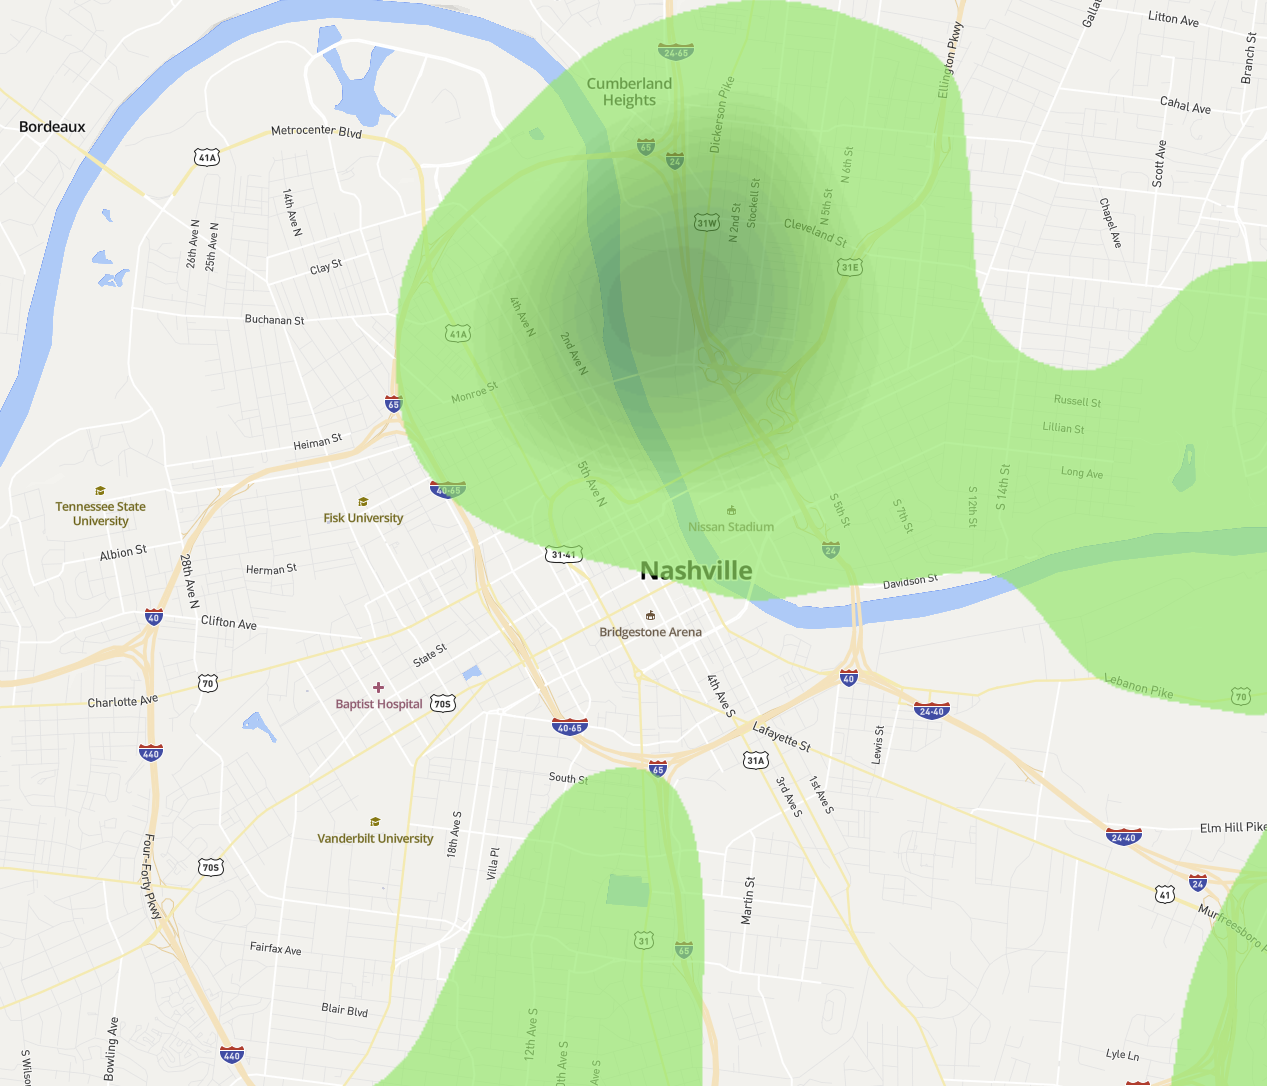 Litton Ave
Gallat
Branch St
Ellington Pkwy
24-65
Cumberland
Heights
Dickerson Pike
Cahal Ave
Bordeaux
Metrocenter Blvd
41A
65
24
N 6th St
Scott Ave
14th Ave N
Stockell St
N 2nd St
N 5th St
31W
Cleveland St
Chapel Ave
26th Ave N
25th Ave N
Clay St
31E
4th Ave N
Buchanan St
41A
2nd Ave N
Monroe St
65
Russell St
Lillian St
Heiman St
Long Ave
5th Ave N
40-65
S 14th St
S 12th St
S 5th St
S 7th St
Tennessee State
University
Fisk University
Nissan Stadium
Albion St
31-41
24
28th Ave N
Herman St
Nashville
Davidson St
40
Clifton Ave
Bridgestone Arena
State St
70
40
4th Ave S
Lebanon Pike
70
Charlotte Ave
Baptist Hospital
70S
24-40
40-65
Lafayette St
Lewis St
440
31A
65
South St
3rd Ave S
1st Ave S
Vanderbilt University
18th Ave S
24-40
Elm Hill Pike
Four-Forty Pkwy
70S
Villa Pl
Martin St
24
41
Murfreesboro P
31
65
Fairfax Ave
Blair Blvd
12th Ave S
0th Ave S
Ave S
Bowling Ave
S Wilso
440
Lyle Ln